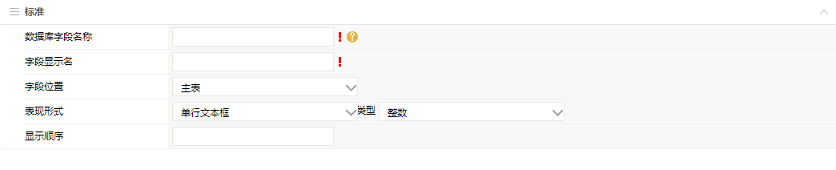 标准
数据库字段名称 ! ?
字段显示名 !
字段位置 主表
表现形式 单行文本框 类型 整数
显示顺序